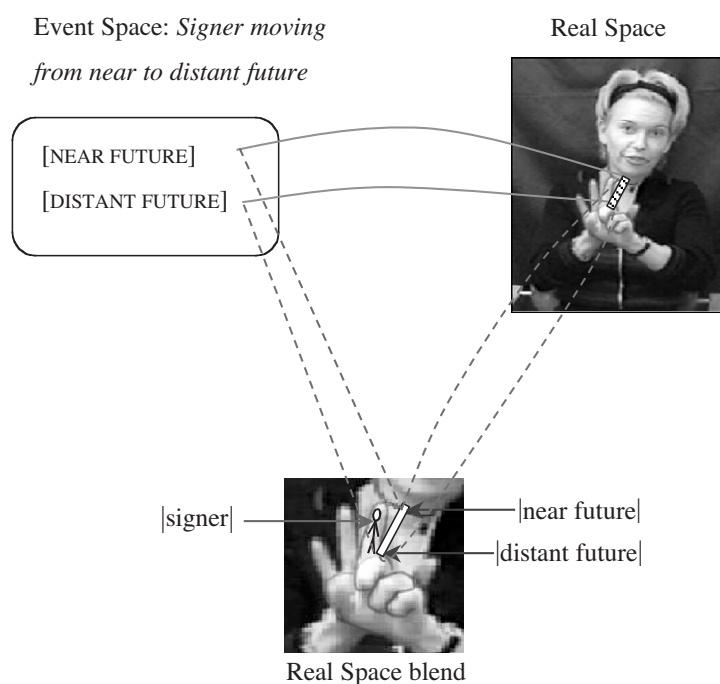 Event Space: Signer moving
from near to distant future
Real Space
[NEAR FUTURE]
[DISTANT FUTURE]
|signer|
|near future|
|distant future|
Real Space blend